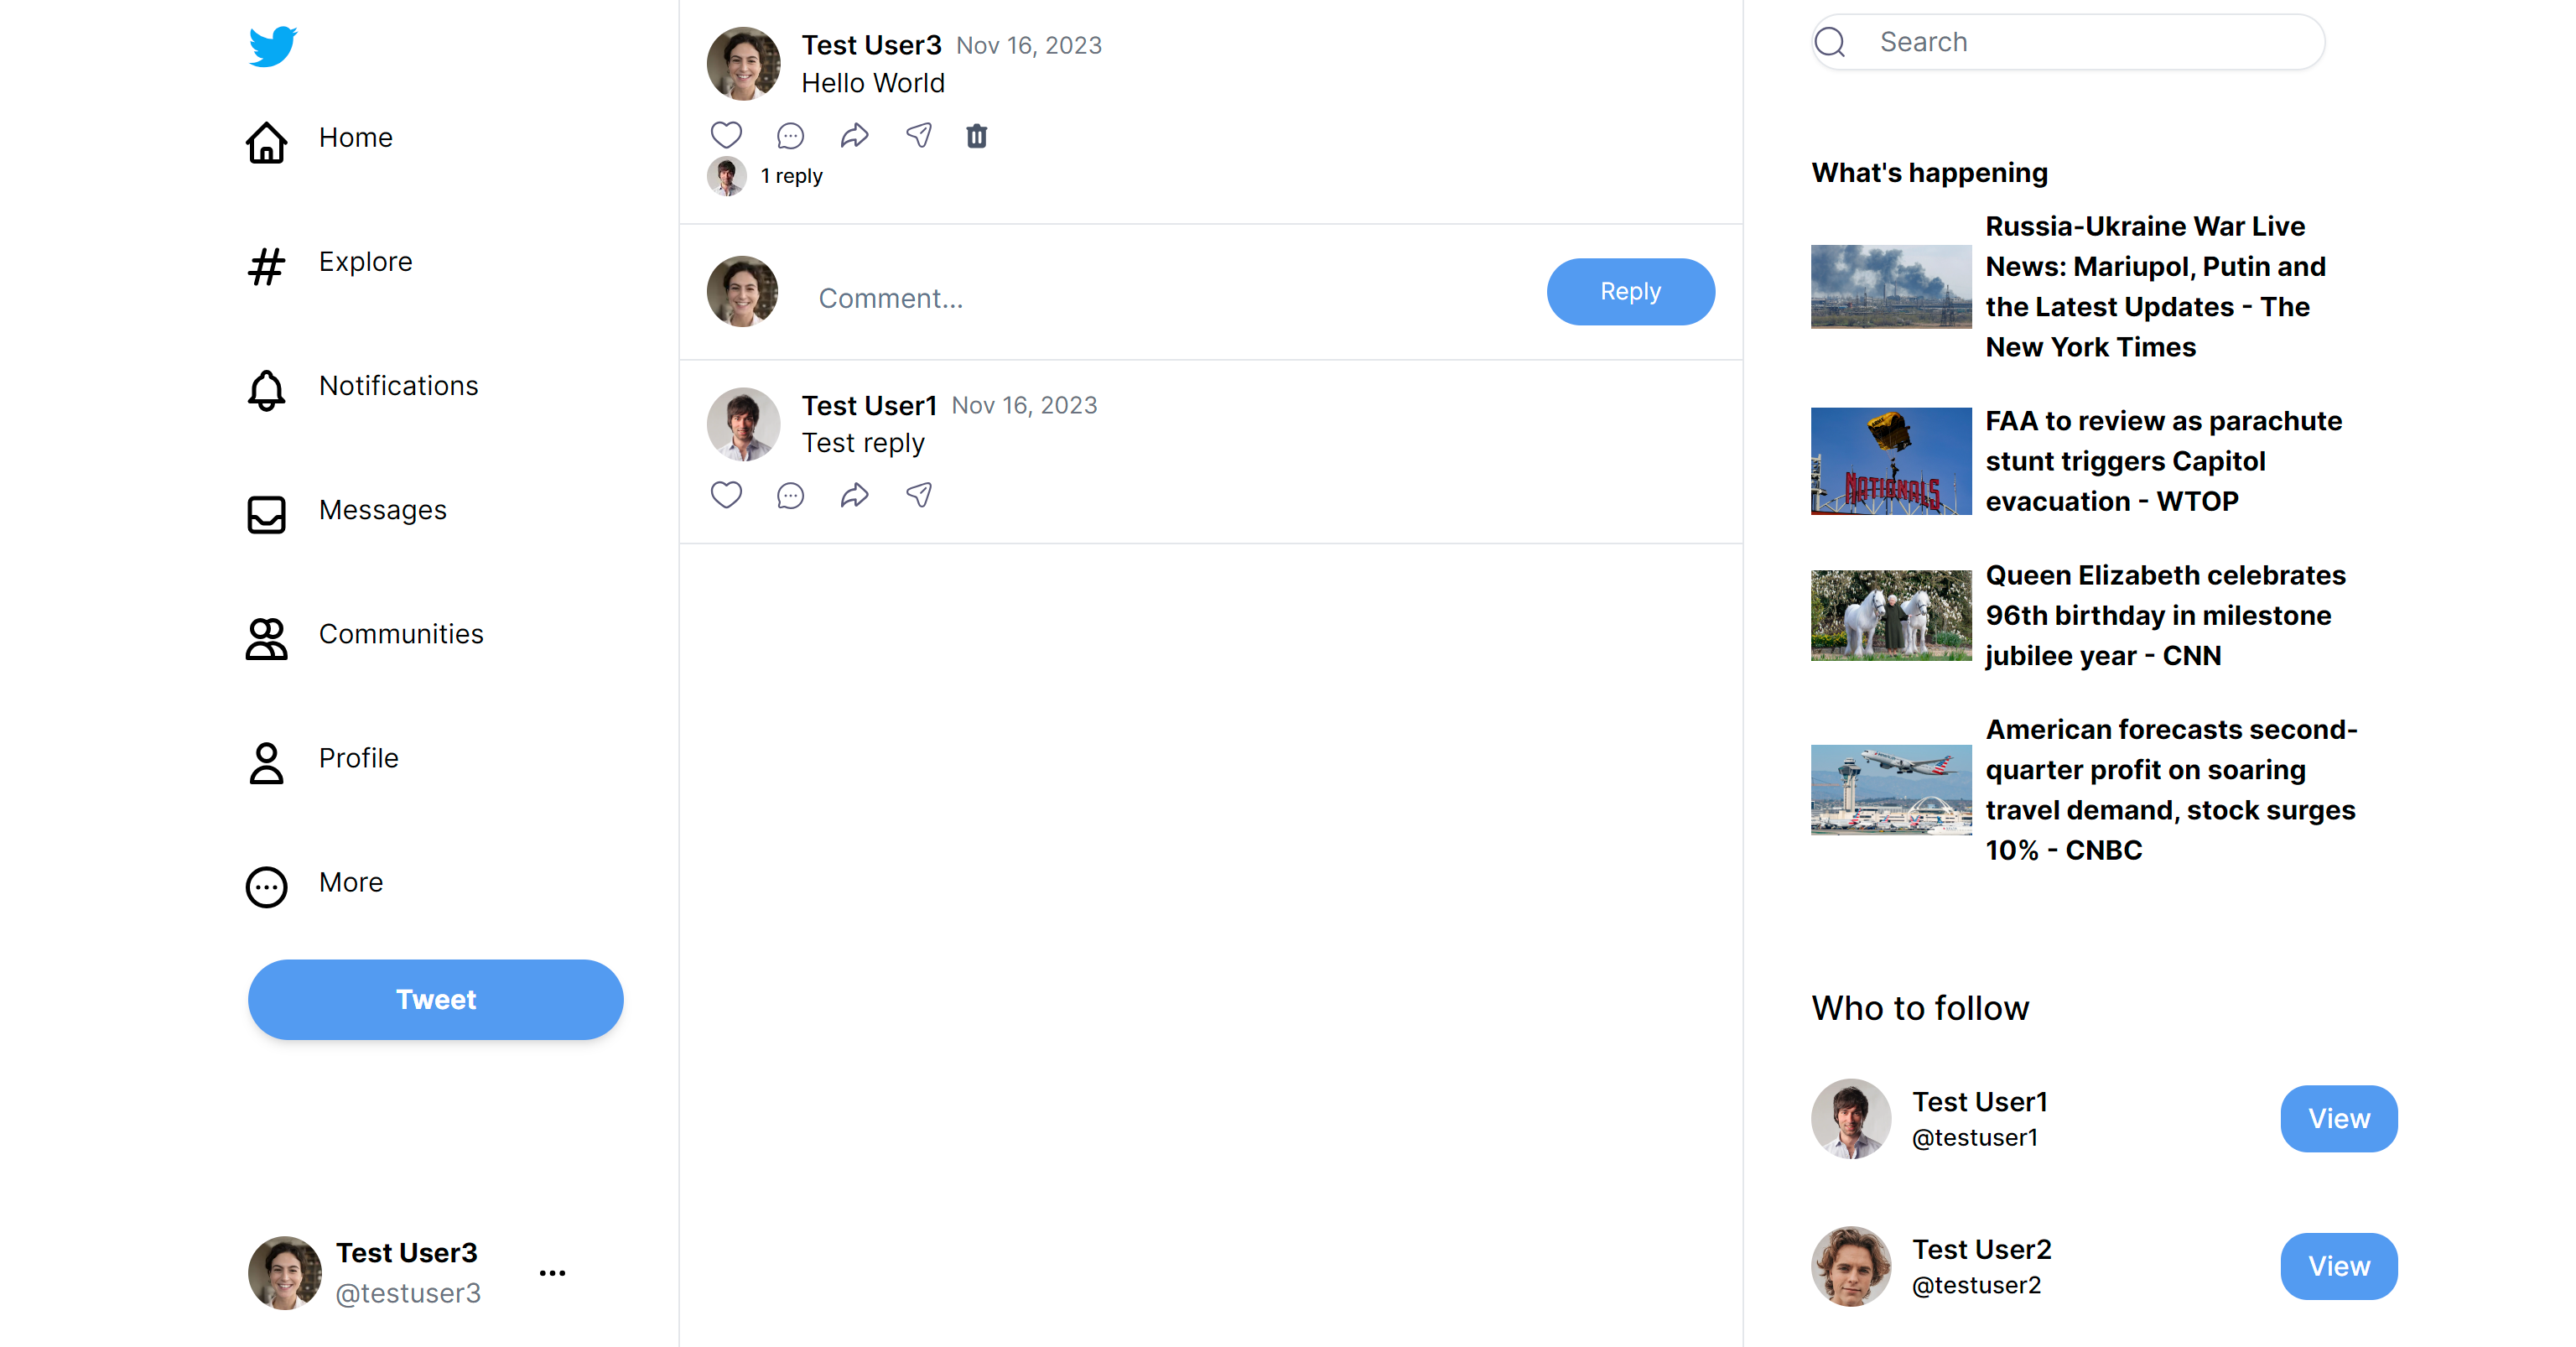 Home
Explore
Notifications
Messages
Communities
Profile
More
Tweet
Test User3
@testuser3
Test User3 Nov 16, 2023
Hello World
1 reply
Comment...
Reply
Test User1 Nov 16, 2023
Test reply
Search
What's happening
Russia-Ukraine War Live
News: Mariupol, Putin and
the Latest Updates - The
New York Times
NATIONALS
FAA to review as parachute
stunt triggers Capitol
evacuation - WTOP
Queen Elizabeth celebrates
96th birthday in milestone
jubilee year - CNN
American forecasts second-
quarter profit on soaring
travel demand, stock surges
10% - CNBC
Who to follow
Test User1
@testuser1
View
Test User2
@testuser2
View